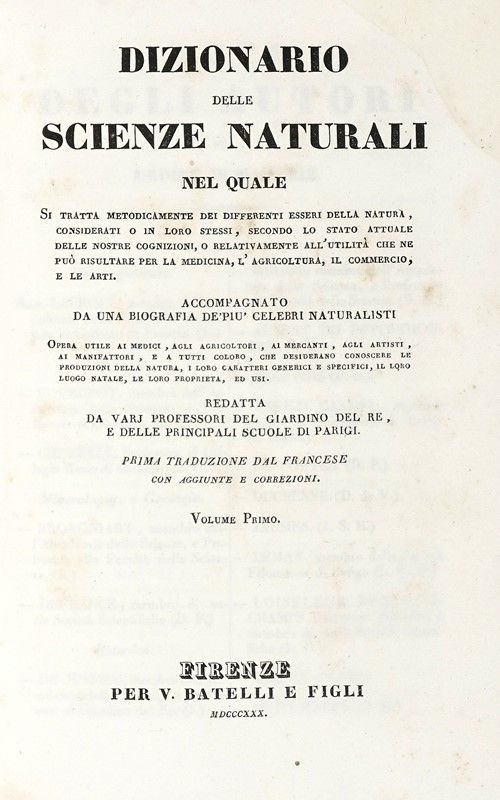 DIZIONARIO
DELLE
SCIENZE NATURALI
NEL QUALE
SI TRATTA METODICAMENTE DEI DIFFERENTI ESSERI DELLA NATURA,
CONSIDERATI O IN LORO STESSI, SECONDO LO STATO ATTUALE
DELLE NOSTRE COGNIZIONI, O RELATIVAMENTE ALL'UTILITÀ CHE NE
PUÒ RISULTARE PER LA MEDICINA, L'AGRICOLTURA, IL COMMERCIO,
E LE ARTI.
ACCOMPAGNATO
DA UNA BIOGRAFIA DE'PIU' CELEBRI NATURALISTI
OPERA UTILE AI MEDICI, AGLI AGRICOLTORI, AI MERCANTI, AGLI ARTISTI,
AI MANIFATTORI, E A TUTTI COLORO, CHE DESIDERANO CONOSCERE LE
PRODUZIONI DELLA NATURA, I LORO CARATTERI GENERICI E SPECIFICI, IL LORO
LUOGO NATALE, LE LORO PROPRIETA, ED USI.
REDATTA
DA VARJ PROFESSORI DEL GIARDINO DEL RE,
E DELLE PRINCIPALI SCUOLE DI PARIGI.
PRIMA TRADUZIONE DAL FRANCESE
CON AGGIUNTE E CORREZIONI.
VOLUME PRIMO.
FIRENZE
PER V. BATELLI E FIGLI
MDCCCXXX.